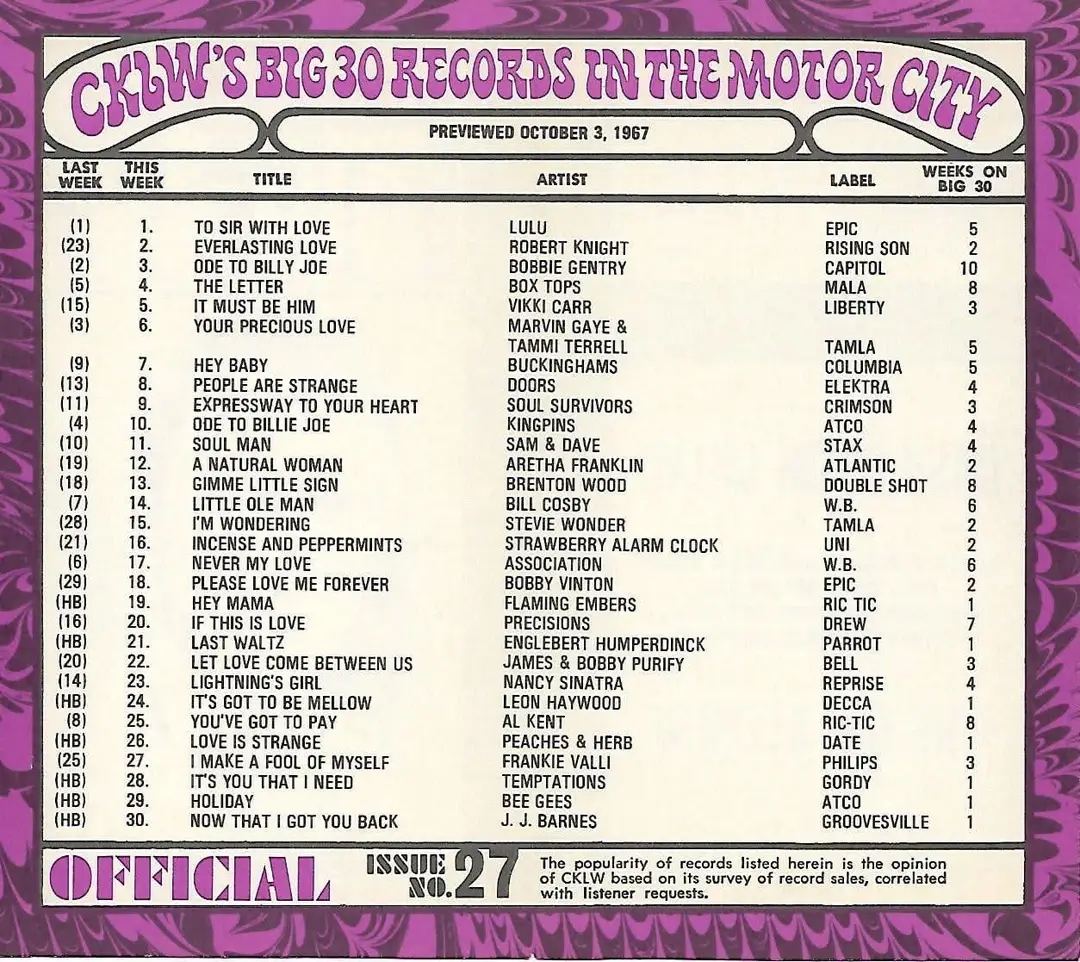 CKLW'S BIG 30 RECORDS IN THE MOTOR CITY
PREVIEWED OCTOBER 3, 1967
LAST WEEK THIS WEEK TITLE ARTIST LABEL WEEKS ON BIG 30
(1) 1. TO SIR WITH LOVE LULU EPIC 5
(23) 2. EVERLASTING LOVE ROBERT KNIGHT RISING SON 2
(2) 3. ODE TO BILLY JOE BOBBIE GENTRY CAPITOL 10
(5) 4. THE LETTER BOX TOPS MALA 8
(15) 5. IT MUST BE HIM VIKKI CARR LIBERTY 3
(3) 6. YOUR PRECIOUS LOVE MARVIN GAYE &
TAMMI TERRELL TAMLA 5
(9) 7. HEY BABY BUCKINGHAMS COLUMBIA 5
(13) 8. PEOPLE ARE STRANGE DOORS ELEKTRA 4
(11) 9. EXPRESSWAY TO YOUR HEART SOUL SURVIVORS CRIMSON 3
(4) 10. ODE TO BILLIE JOE KINGPINS ATCO 4
(10) 11. SOUL MAN SAM & DAVE STAX 4
(19) 12. A NATURAL WOMAN ARETHA FRANKLIN ATLANTIC 2
(18) 13. GIMME LITTLE SIGN BRENTON WOOD DOUBLE SHOT 8
(7) 14. LITTLE OLE MAN BILL COSBY W.B. 6
(28) 15. I'M WONDERING STEVIE WONDER TAMLA 2
(21) 16. INCENSE AND PEPPERMINTS STRAWBERRY ALARM CLOCK UNI 2
(6) 17. NEVER MY LOVE ASSOCIATION W.B. 6
(29) 18. PLEASE LOVE ME FOREVER BOBBY VINTON EPIC 2
(HB) 19. HEY MAMA FLAMING EMBERS RIC TIC 1
(16) 20. IF THIS IS LOVE PRECISIONS DREW 7
(HB) 21. LAST WALTZ ENGLEBERT HUMPERDINCK PARROT 1
(20) 22. LET LOVE COME BETWEEN US JAMES & BOBBY PURIFY BELL 3
(14) 23. LIGHTNING'S GIRL NANCY SINATRA REPRISE 4
(HB) 24. IT'S GOT TO BE MELLOW LEON HAYWOOD DECCA 1
(8) 25. YOU'VE GOT TO PAY AL KENT RIC-TIC 8
(HB) 26. LOVE IS STRANGE PEACHES & HERB DATE 1
(25) 27. I MAKE A FOOL OF MYSELF FRANKIE VALLI PHILIPS 3
(HB) 28. IT'S YOU THAT I NEED TEMPTATIONS GORDY 1
(HB) 29. HOLIDAY BEE GEES ATCO 1
(HB) 30. NOW THAT I GOT YOU BACK J. J. BARNES GROOVESVILLE 1
OFFICIAL ISSUE NO. 27
The popularity of records listed herein is the opinion
of CKLW based on its survey of record sales, correlated
with listener requests.